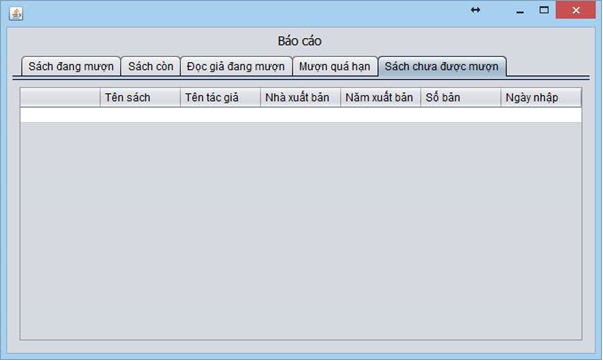 Báo cáo
Sách đang mượn Sách còn Đọc giả đang mượn Mượn quá hạn Sách chưa được mượn
Tên sách Tên tác giả Nhà xuất bản Năm xuất bản Số bản Ngày nhập